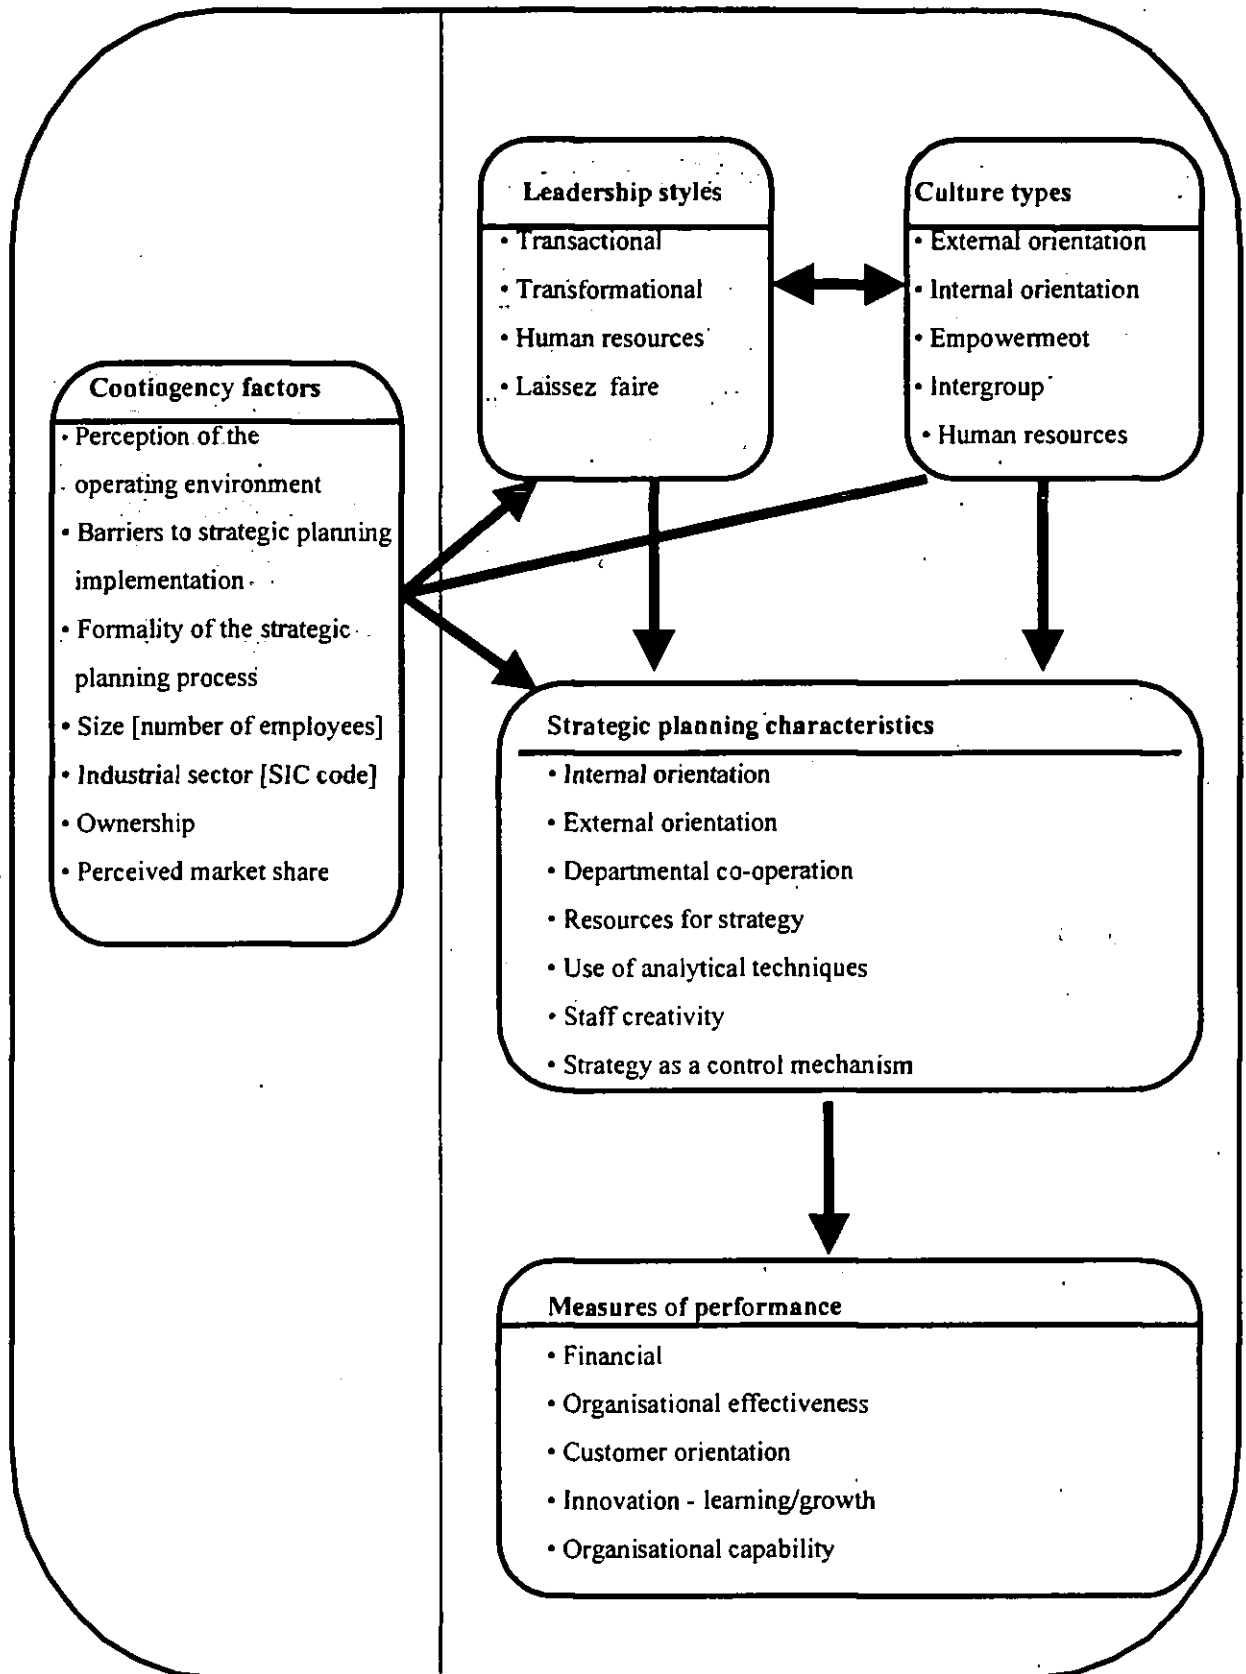 Leadership styles
• Transactional
• Transformational
• Human resources
• Laissez faire
Culture types
• External orientation
• Internal orientation
• Empowerment
• Intergroup
• Human resources
Contingency factors
• Perception of the
operating environment
• Barriers to strategic planning
implementation
• Formality of the strategic
planning process
• Size [number of employees]
• Industrial sector [SIC code]
• Ownership
• Perceived market share
Strategic planning characteristics
• Internal orientation
• External orientation
• Departmental co-operation
• Resources for strategy
• Use of analytical techniques
• Staff creativity
• Strategy as a control mechanism
Measures of performance
• Financial
• Organisational effectiveness
• Customer orientation
• Innovation - learning/growth
• Organisational capability